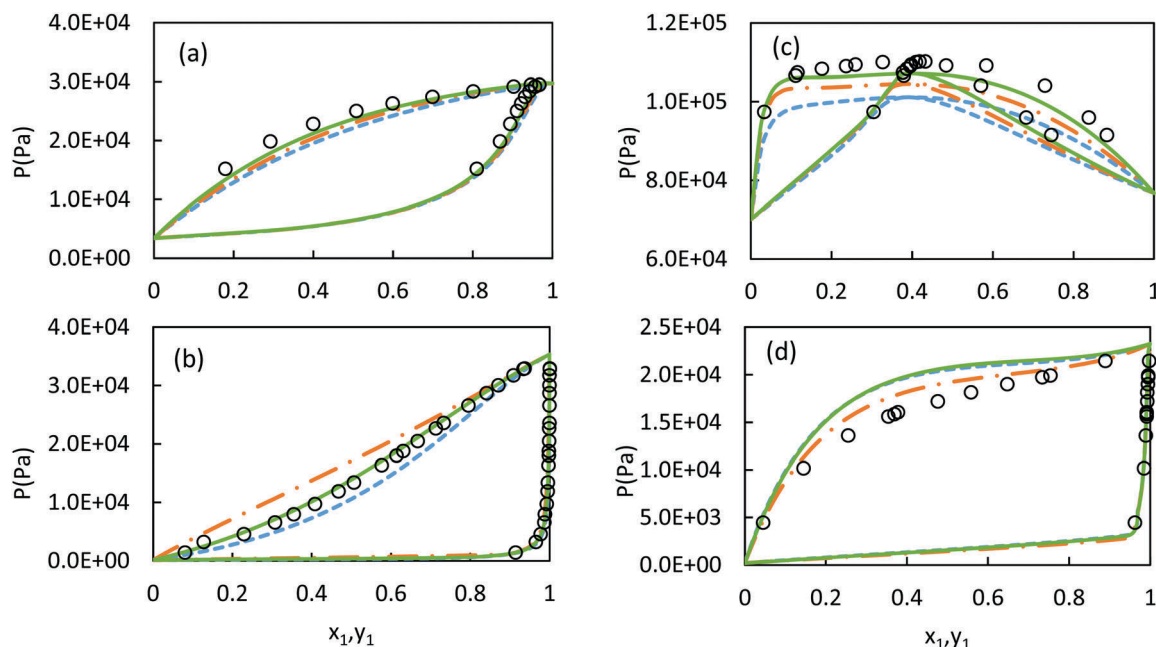 (a)
P(Pa)
4.0E+04
3.0E+04
2.0E+04
1.0E+04
0.0E+00
0 0.2 0.4 0.6 0.8 1
(c)
P(Pa)
1.2E+05
1.0E+05
8.0E+04
6.0E+04
0 0.2 0.4 0.6 0.8 1
(b)
P(Pa)
4.0E+04
3.0E+04
2.0E+04
1.0E+04
0.0E+00
0 0.2 0.4 0.6 0.8 1
x₁,y₁
(d)
P(Pa)
2.5E+04
2.0E+04
1.5E+04
1.0E+04
5.0E+03
0.0E+00
0 0.2 0.4 0.6 0.8 1
x₁,y₁